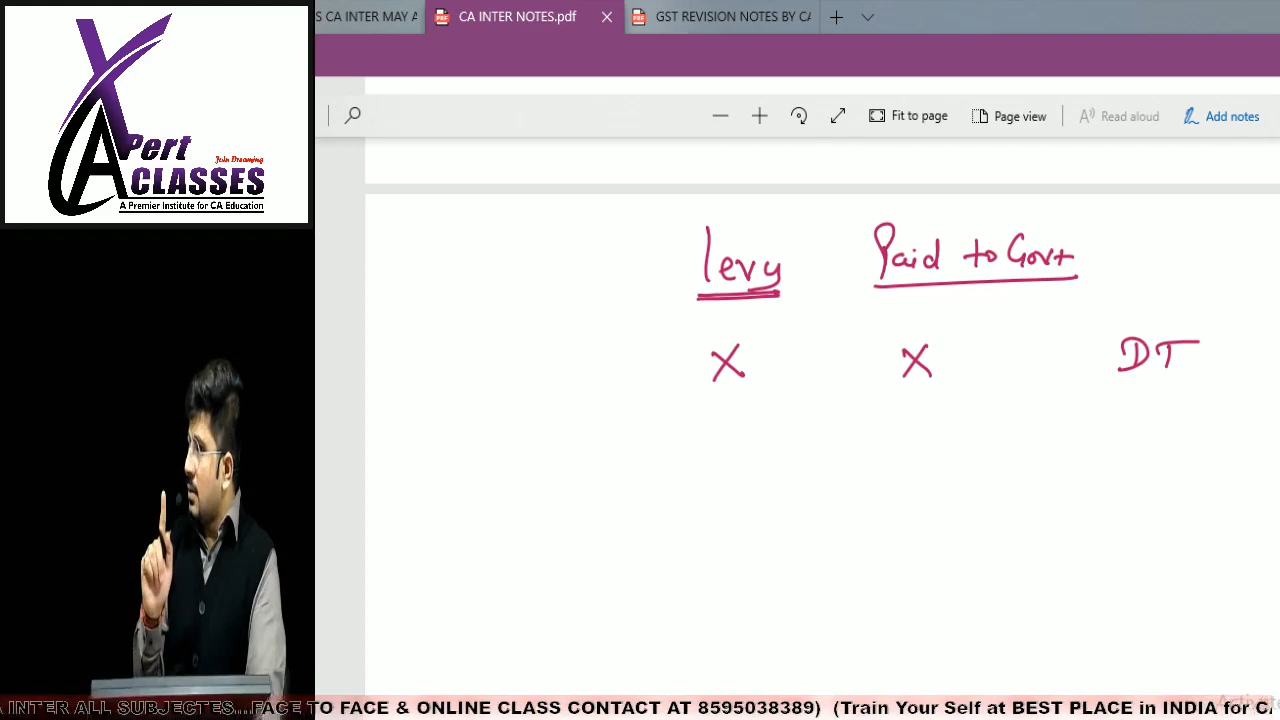 S CA INTER MAY A
CA INTER NOTES.pdf
GST REVISION NOTES BY CA
Fit to page
Page view
Read aloud
Add notes
XPert
CA CLASSES
Join Dreaming
A Premier Institute for CA Education
levy Paid to Govt
X X DT
A INTER ALL SUBJECTES...FACE TO FACE & ONLINE CLASS CONTACT AT 8595038389) (Train Your Self at BEST PLACE in INDIA for CA